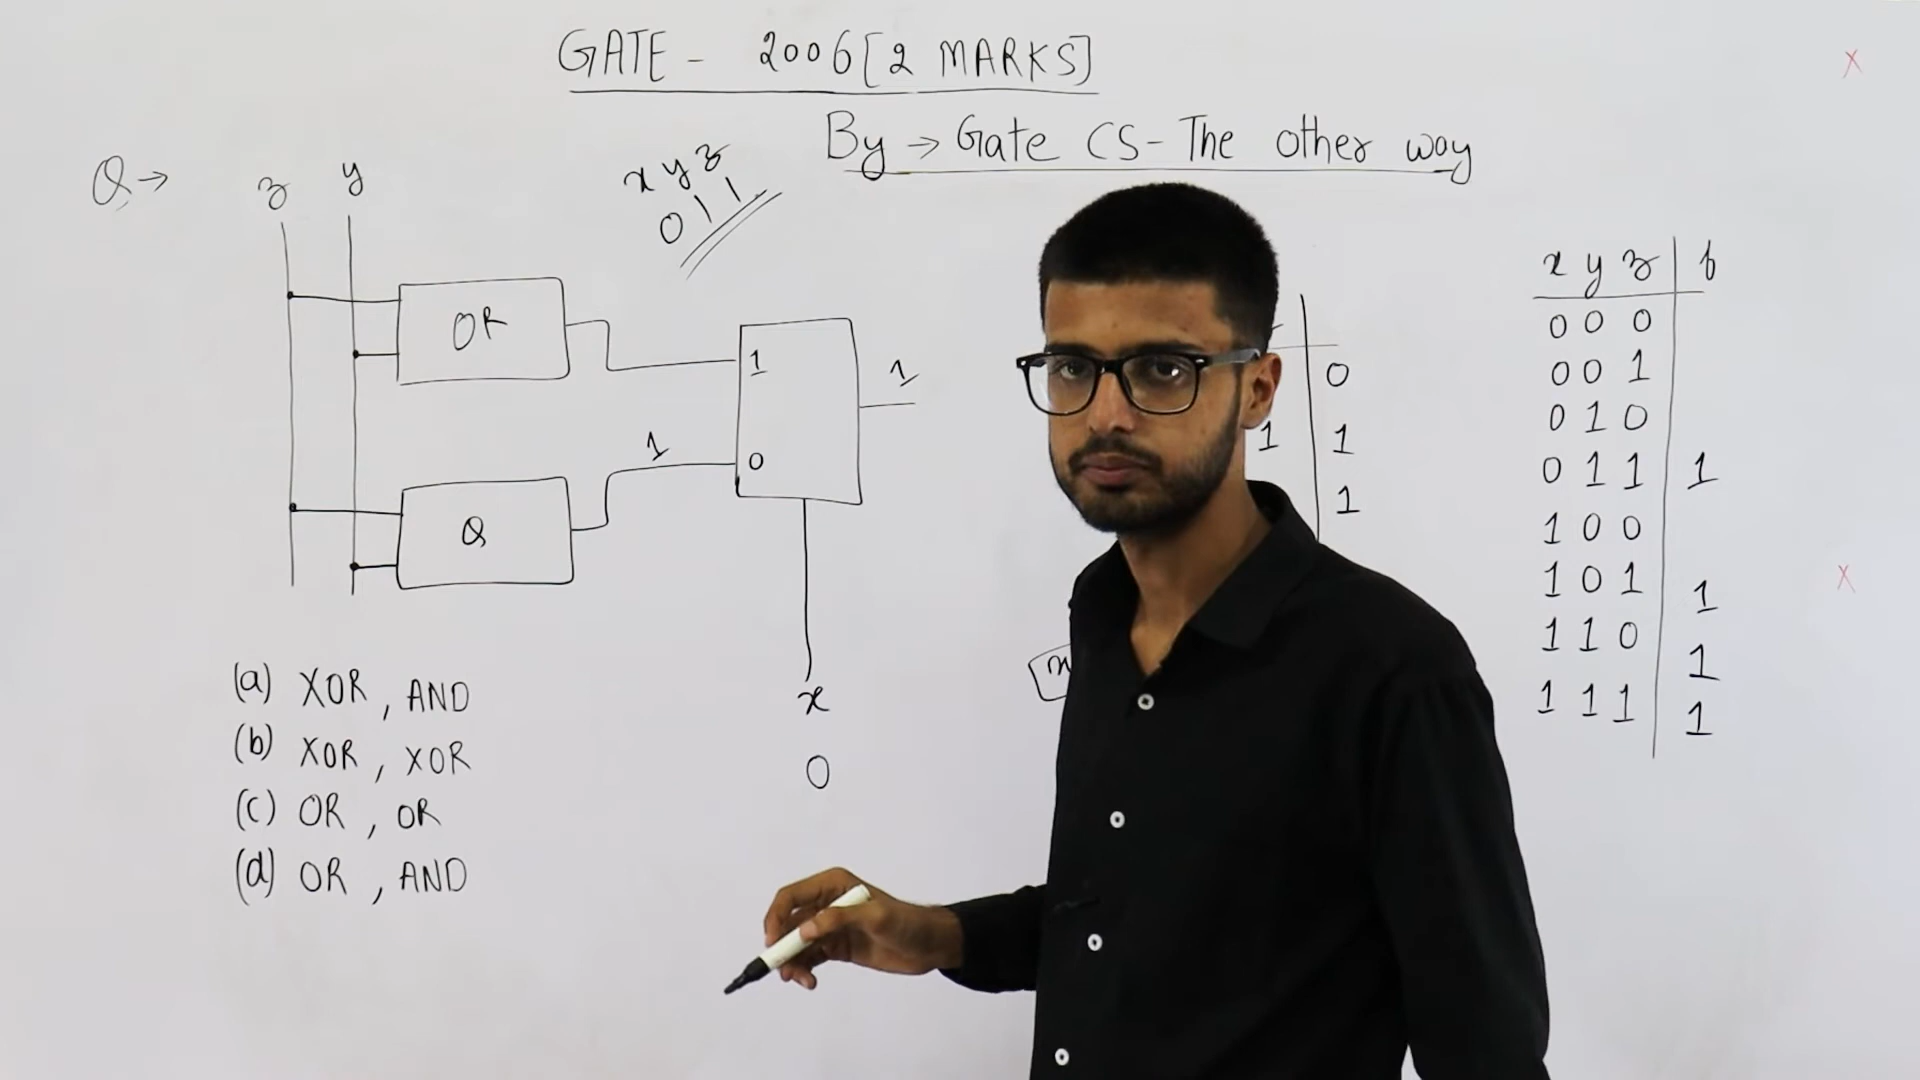 GATE - 2006 [2 MARKS]
By → Gate CS - The other way
Q →
z y
x y z
0 1 1
OR
1
1
0
1
Q
x
0
(a) XOR, AND
(b) XOR, XOR
(c) OR, OR
(d) OR, AND
0
1 1
1
x y z f
0 0 0
0 0 1
0 1 0
0 1 1 1
1 0 0
1 0 1 1
1 1 0 1
1 1 1 1
x
x